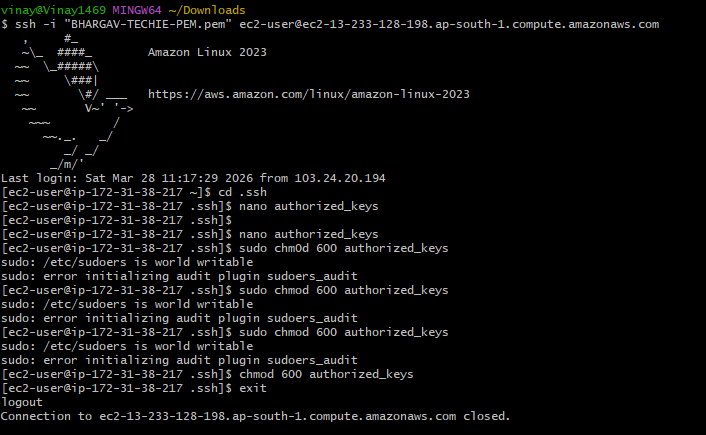 vinay@Vinay1469 MINGW64 ~/Downloads
$ ssh -i "BHARGAV-TECHIE-PEM.pem" ec2-user@ec2-13-233-128-198.ap-south-1.compute.amazonaws.com
   ,     #_
   ~\_  ####_        Amazon Linux 2023
  ~~  \_#####\
  ~~     \###|
  ~~       \#/ ___   https://aws.amazon.com/linux/amazon-linux-2023
   ~~       V~' '->
    ~~~         /
      ~~._.   _/
         _/ _/
       _/m/'
Last login: Sat Mar 28 11:17:29 2026 from 103.24.20.194
[ec2-user@ip-172-31-38-217 ~]$ cd .ssh
[ec2-user@ip-172-31-38-217 .ssh]$ nano authorized_keys
[ec2-user@ip-172-31-38-217 .ssh]$
[ec2-user@ip-172-31-38-217 .ssh]$ nano authorized_keys
[ec2-user@ip-172-31-38-217 .ssh]$ sudo chm0d 600 authorized_keys
sudo: /etc/sudoers is world writable
sudo: error initializing audit plugin sudoers_audit
[ec2-user@ip-172-31-38-217 .ssh]$ sudo chmod 600 authorized_keys
sudo: /etc/sudoers is world writable
sudo: error initializing audit plugin sudoers_audit
[ec2-user@ip-172-31-38-217 .ssh]$ sudo chmod 600 authorized_keys
sudo: /etc/sudoers is world writable
sudo: error initializing audit plugin sudoers_audit
[ec2-user@ip-172-31-38-217 .ssh]$ chmod 600 authorized_keys
[ec2-user@ip-172-31-38-217 .ssh]$ exit
logout
Connection to ec2-13-233-128-198.ap-south-1.compute.amazonaws.com closed.